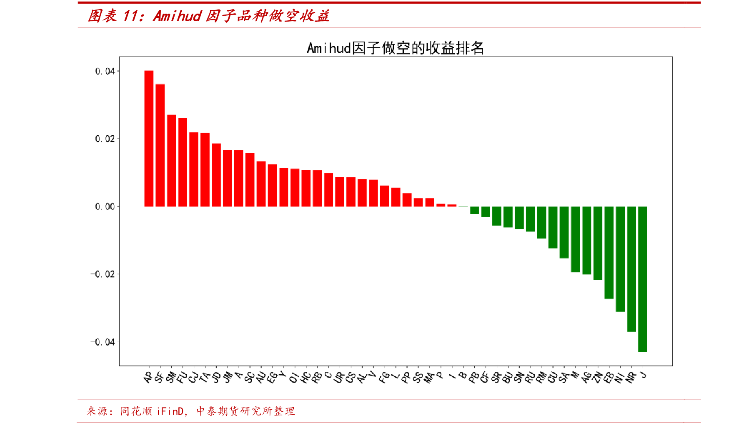 图表 11：Amihud 因子品种做空收益
Amihud因子做空的收益排名
0.04
0.02
0.00
-0.02
-0.04
AP SF SM FU CJ TA JD JM A SC AU EG Y OI HC RB C UR CS AL V FG L PP SS MA P I B PB CF SR BU SN RU RM CU SA M AG ZN EB NI NR J
来源：同花顺 iFinD，中泰期货研究所整理